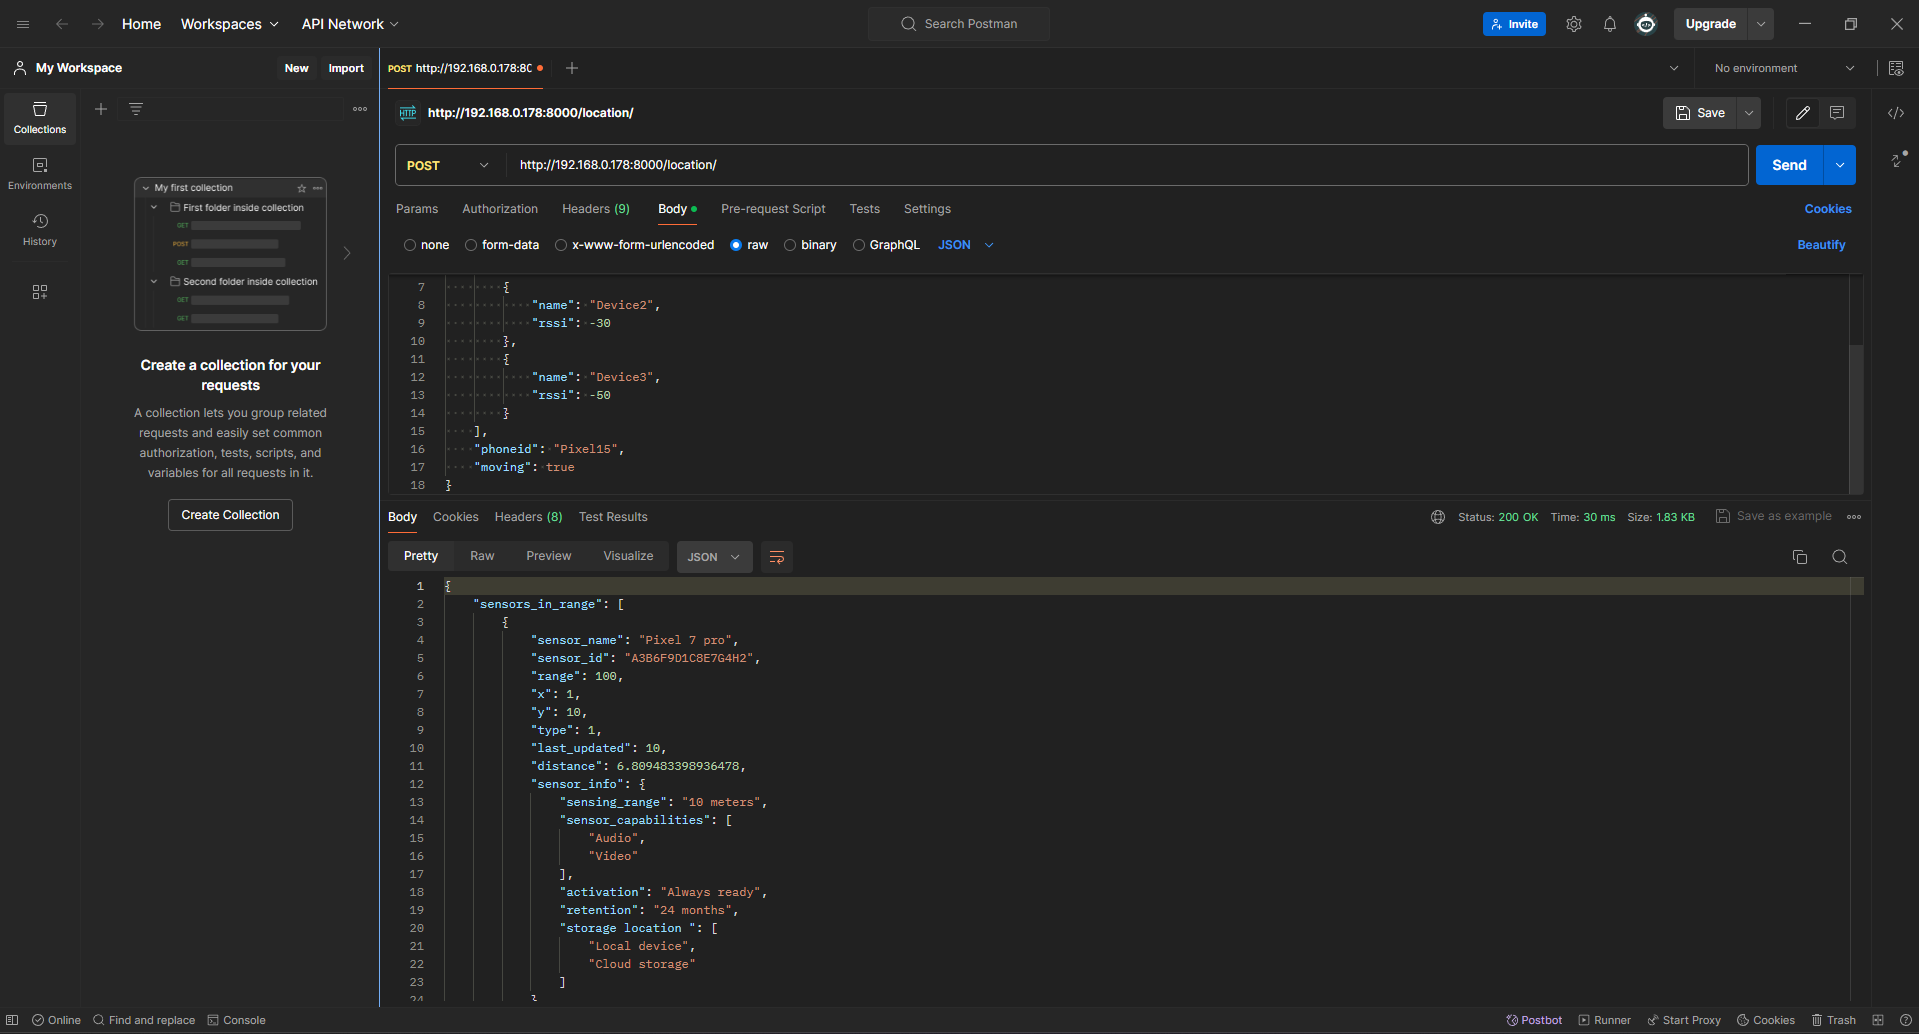 Home Workspaces API Network Search Postman Invite Upgrade
My Workspace New Import POST http://192.168.0.178:8C No environment
HTTP http://192.168.0.178:8000/location/ Save
Collections
Environments
History
My first collection
First folder inside collection
GET
POST
GET
Second folder inside collection
GET
GET
Create a collection for your
requests
A collection lets you group related
requests and easily set common
authorization, tests, scripts, and
variables for all requests in it.
Create Collection
POST http://192.168.0.178:8000/location/ Send
Params Authorization Headers (9) Body Pre-request Script Tests Settings Cookies
none form-data x-www-form-urlencoded raw binary GraphQL JSON Beautify
7 {
8 "name": "Device2",
9 "rssi": -30
10 },
11 {
12 "name": "Device3",
13 "rssi": -50
14 }
15 ],
16 "phoneid": "Pixel15",
17 "moving": true
18 }
Body Cookies Headers (8) Test Results Status: 200 OK Time: 30 ms Size: 1.83 KB Save as example
Pretty Raw Preview Visualize JSON
1 {
2 "sensors_in_range": [
3 {
4 "sensor_name": "Pixel 7 pro",
5 "sensor_id": "A3B6F9D1C8E7G4H2",
6 "range": 100,
7 "x": 1,
8 "y": 10,
9 "type": 1,
10 "last_updated": 10,
11 "distance": 6.809483398936478,
12 "sensor_info": {
13 "sensing_range": "10 meters",
14 "sensor_capabilities": [
15 "Audio",
16 "Video"
17 ],
18 "activation": "Always ready",
19 "retention": "24 months",
20 "storage location ": [
21 "Local device",
22 "Cloud storage"
23 ]
24 }
Online Find and replace Console Postbot Runner Start Proxy Cookies Trash